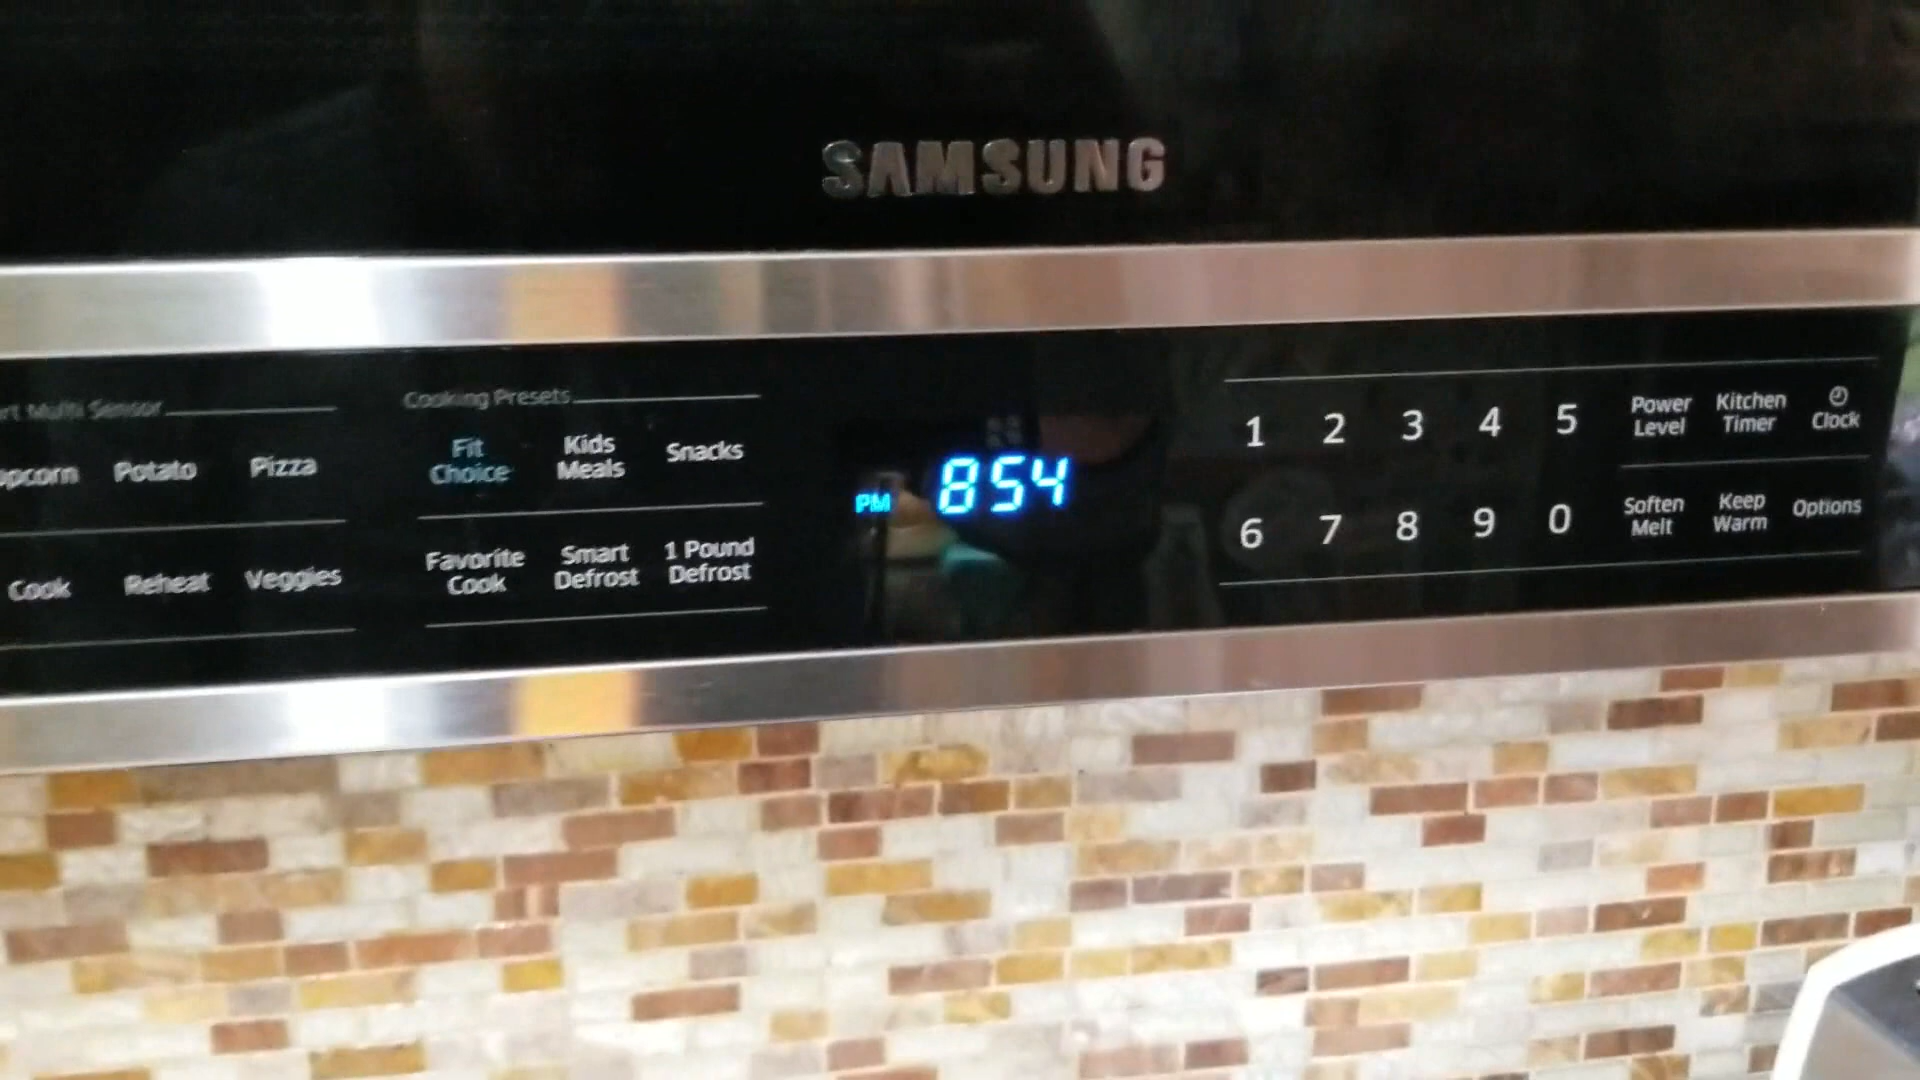 SAMSUNG
Multi Sensor
Cooking Presets
Potato
Pizza
Fit
Choice
Kids
Meals
Snacks
Cook
Reheat
Veggies
Favorite
Cook
Smart
Defrost
1 Pound
Defrost
PM 854
1 2 3 4 5
6 7 8 9 0
Power
Level
Kitchen
Timer
Clock
Soften
Melt
Keep
Warm
Options